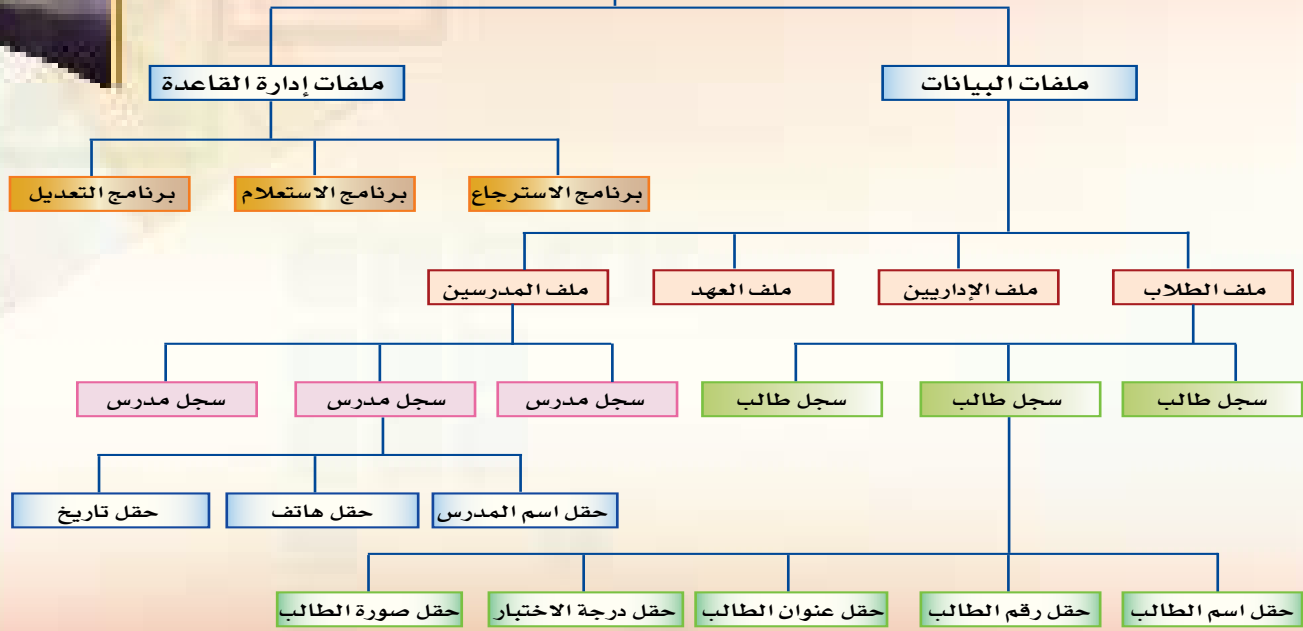 ملفات البيانات
ملفات إدارة القاعدة
برنامج الاسترجاع
برنامج الاستعلام
برنامج التعديل
ملف الطلاب
ملف الإداريين
ملف العهد
ملف المدرسين
سجل طالب
سجل طالب
سجل طالب
سجل مدرس
سجل مدرس
سجل مدرس
حقل اسم المدرس
حقل هاتف
حقل تاريخ
حقل اسم الطالب
حقل رقم الطالب
حقل عنوان الطالب
حقل درجة الاختبار
حقل صورة الطالب